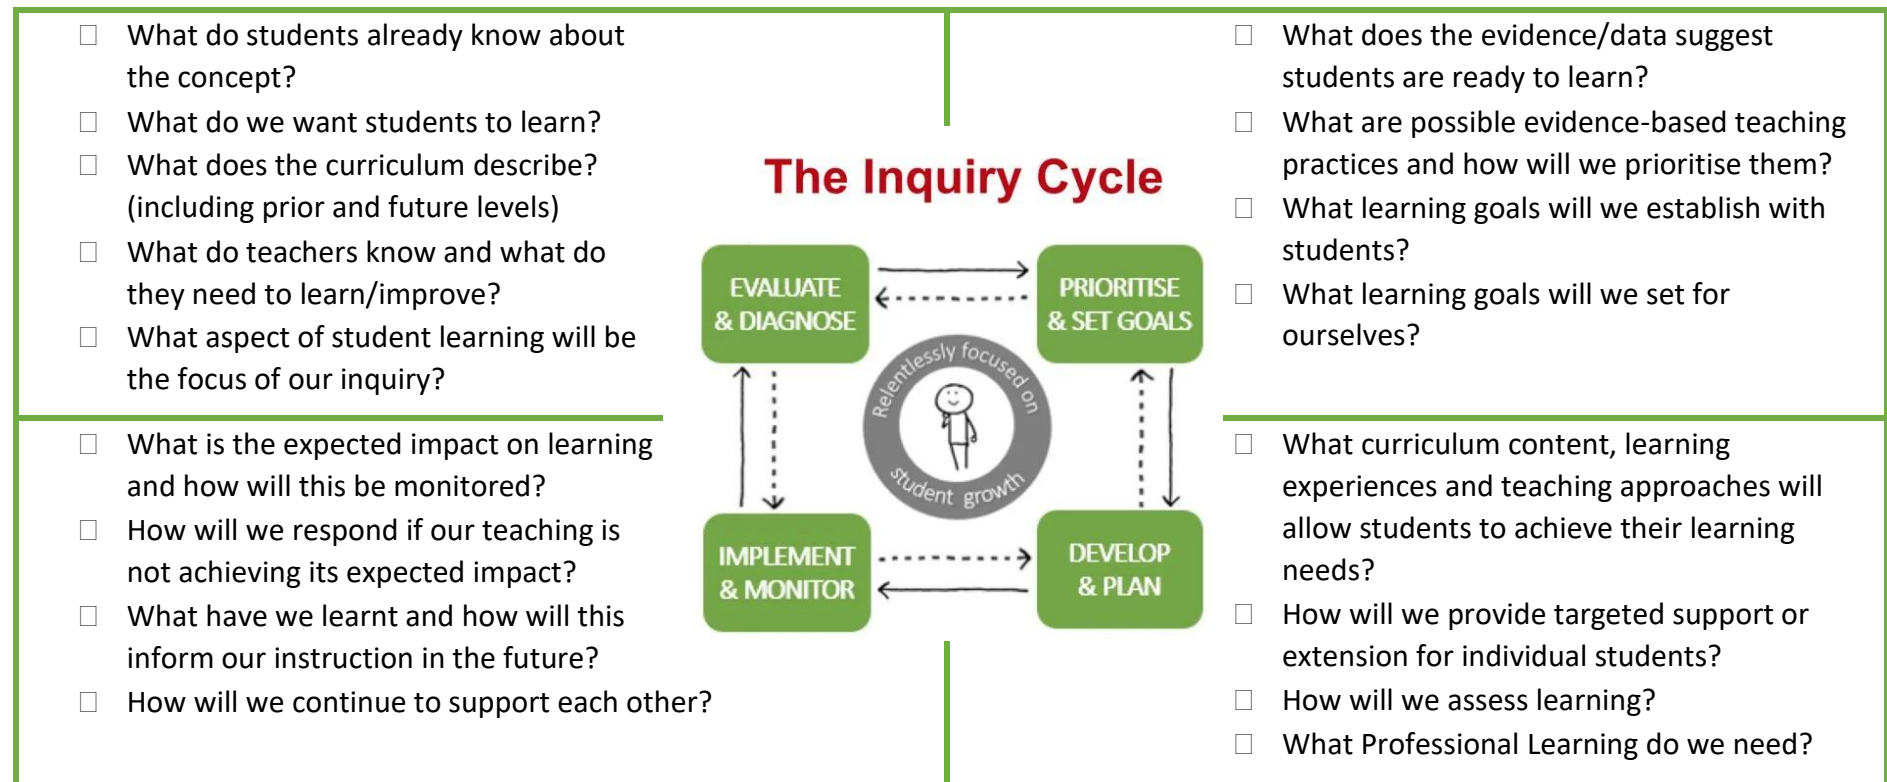 ☐ What do students already know about
the concept?
☐ What do we want students to learn?
☐ What does the curriculum describe?
(including prior and future levels)
☐ What do teachers know and what do
they need to learn/improve?
☐ What aspect of student learning will be
the focus of our inquiry?
☐ What does the evidence/data suggest
students are ready to learn?
☐ What are possible evidence-based teaching
practices and how will we prioritise them?
☐ What learning goals will we establish with
students?
☐ What learning goals will we set for
ourselves?
The Inquiry Cycle
EVALUATE
& DIAGNOSE
PRIORITISE
& SET GOALS
Relentlessly focused on
student growth
IMPLEMENT
& MONITOR
DEVELOP
& PLAN
☐ What is the expected impact on learning
and how will this be monitored?
☐ How will we respond if our teaching is
not achieving its expected impact?
☐ What have we learnt and how will this
inform our instruction in the future?
☐ How will we continue to support each other?
☐ What curriculum content, learning
experiences and teaching approaches will
allow students to achieve their learning
needs?
☐ How will we provide targeted support or
extension for individual students?
☐ How will we assess learning?
☐ What Professional Learning do we need?